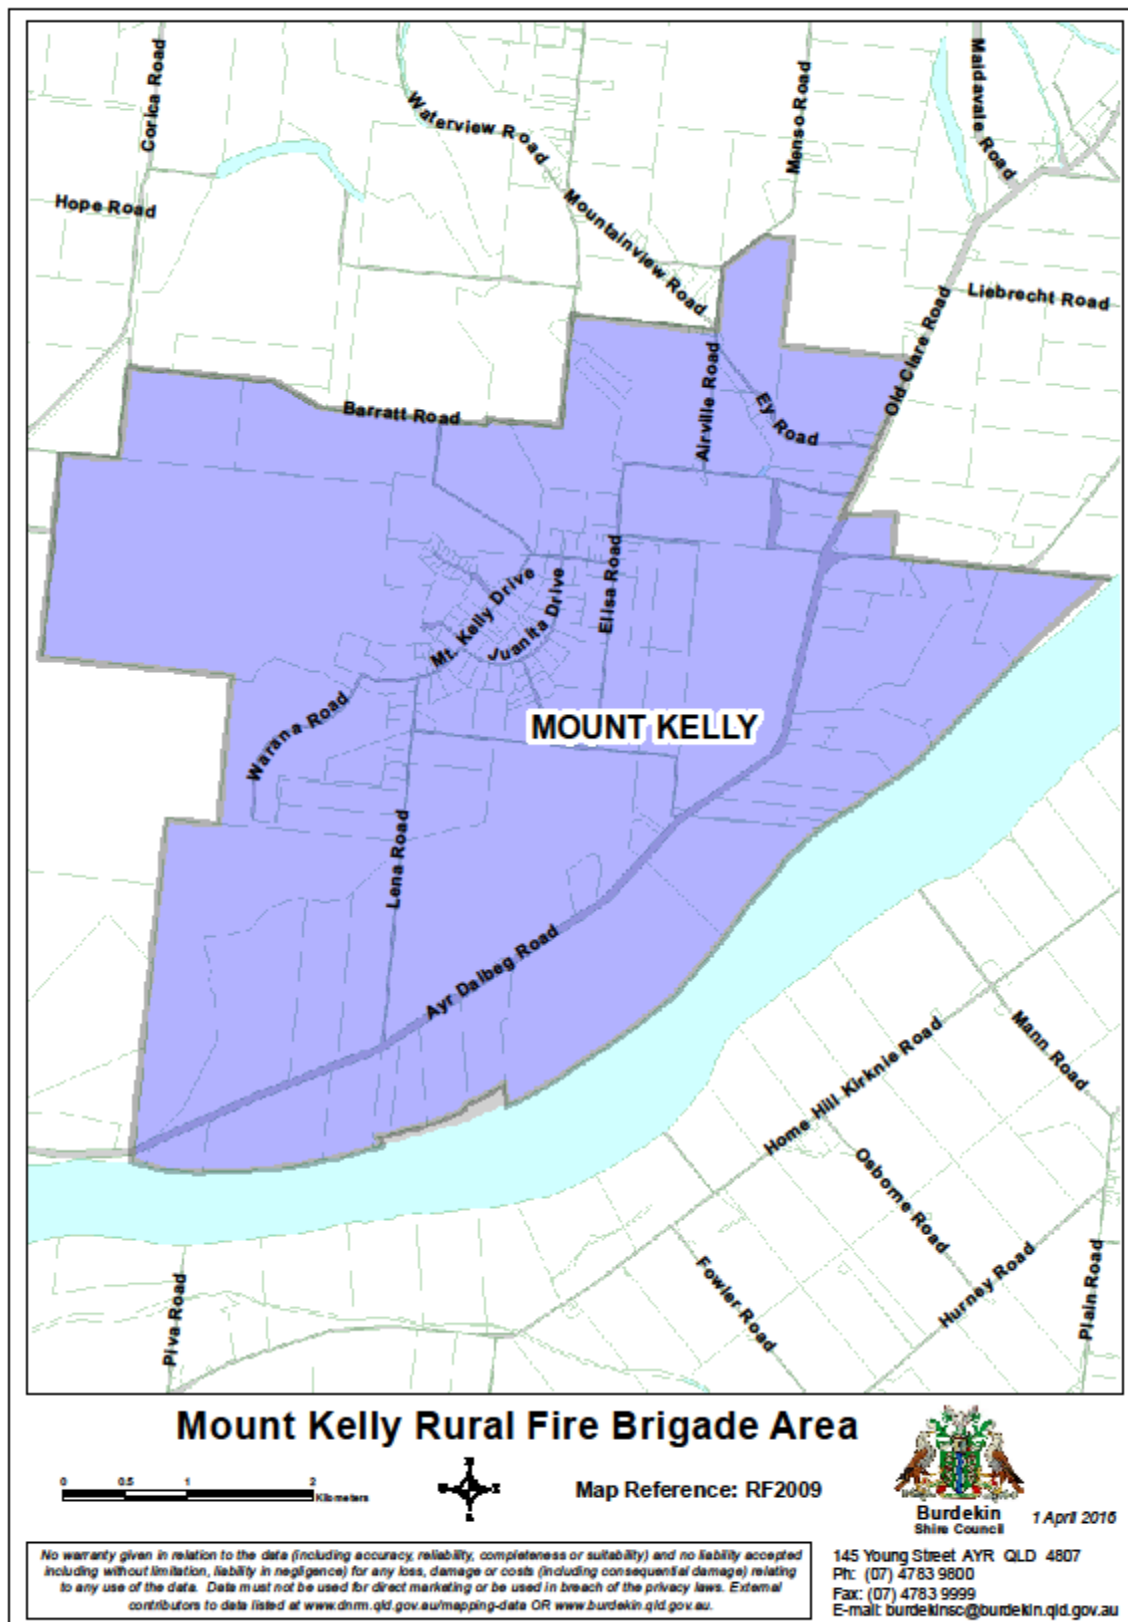 Corica Road
Waterview Road
Menso Road
Maidavale Road
Hope Road
Mountainview Road
Liebrecht Road
Old Clare Road
Airville Road
Ey Road
Barratt Road
Elisa Road
Mt. Kelly Drive
Juanita Drive
Warana Road
MOUNT KELLY
Lena Road
Ayr Dalbeg Road
Home Hill Kirknie Road
Mann Road
Osborne Road
Fowler Road
Hurney Road
Plain Road
Piva Road
Mount Kelly Rural Fire Brigade Area
0 0.5 1 2
Kilometers
N
W E
S
Map Reference: RF2009
Burdekin
Shire Council
1 April 2016
No warranty given in relation to the data (including accuracy, reliability, completeness or suitability) and no liability accepted
including without limitation, liability in negligence) for any loss, damage or costs (including consequential damage) relating
to any use of the data. Data must not be used for direct marketing or be used in breach of the privacy laws. External
contributors to data listed at www.dnrm.qld.gov.au/mapping-data OR www.burdekin.qld.gov.au.
145 Young Street AYR QLD 4807
Ph: (07) 4783 9800
Fax: (07) 4783 9999
E-mail: burdekinsc@burdekin.qld.gov.au